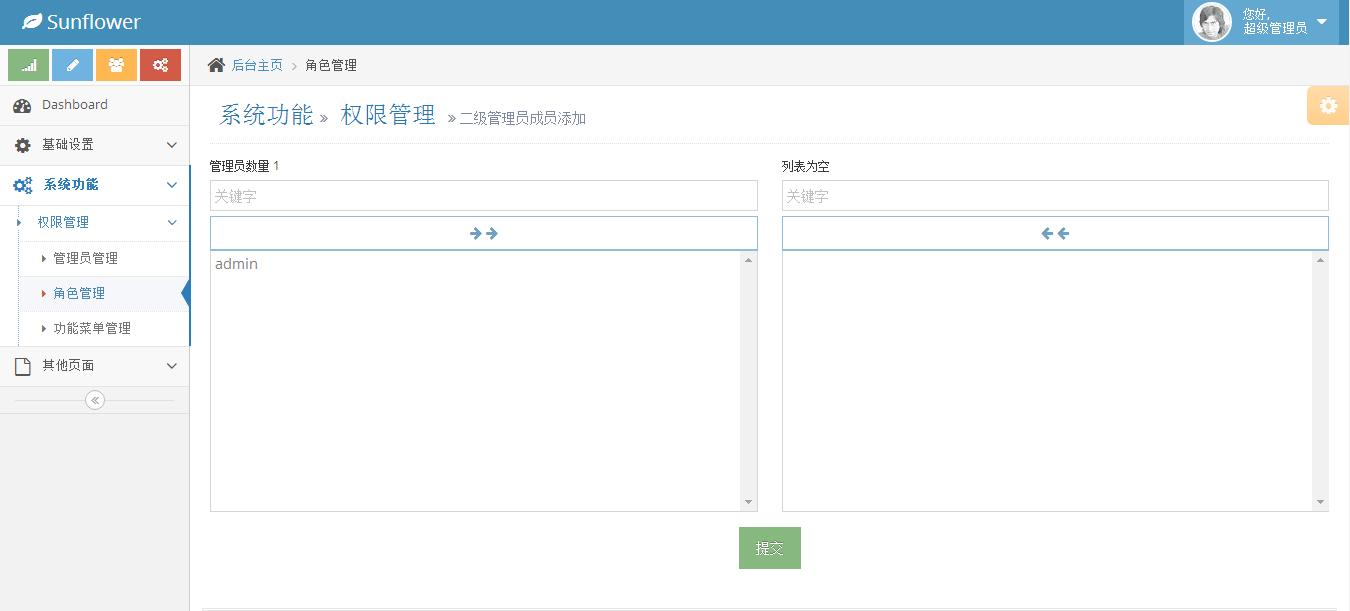 Sunflower
您好,
超级管理员
后台主页 > 角色管理
Dashboard
基础设置
系统功能
权限管理
管理员管理
角色管理
功能菜单管理
其他页面
系统功能» 权限管理 »二级管理员成员添加
管理员数量 1
关键字
admin
列表为空
关键字
提交